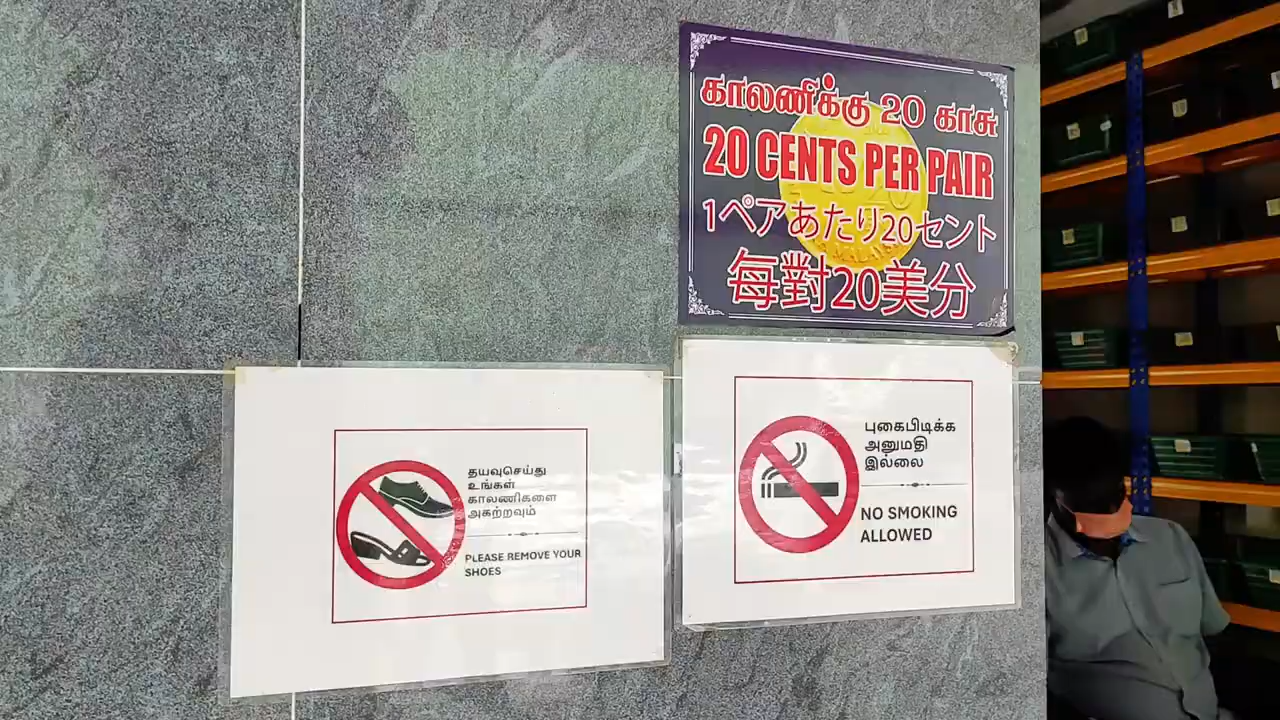 காலணிக்கு 20 காசு
20 CENTS PER PAIR
1ペアあたり20セント
每對20美分
தயவுசெய்து
உங்கள்
காலணிகளை
அகற்றவும்
PLEASE REMOVE YOUR
SHOES
புகைபிடிக்க
அனுமதி
இல்லை
NO SMOKING
ALLOWED